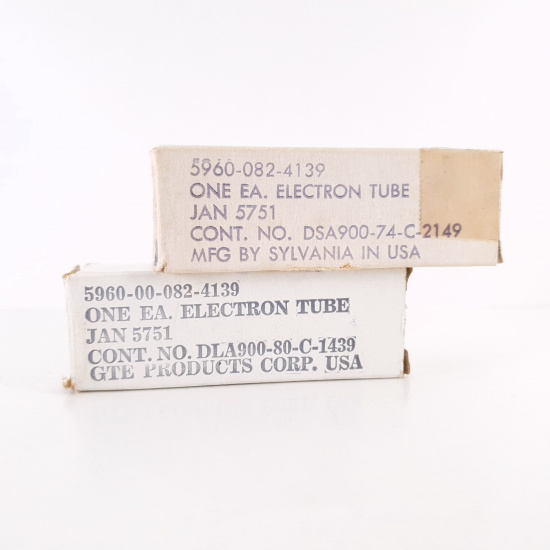 5960-082-4139
ONE EA. ELECTRON TUBE
JAN 5751
CONT. NO. DSA900-74-C-2149
MFG BY SYLVANIA IN USA
5960-00-082-4139
ONE EA. ELECTRON TUBE
JAN 5751
CONT. NO. DLA900-80-C-1439
GTE PRODUCTS CORP. USA